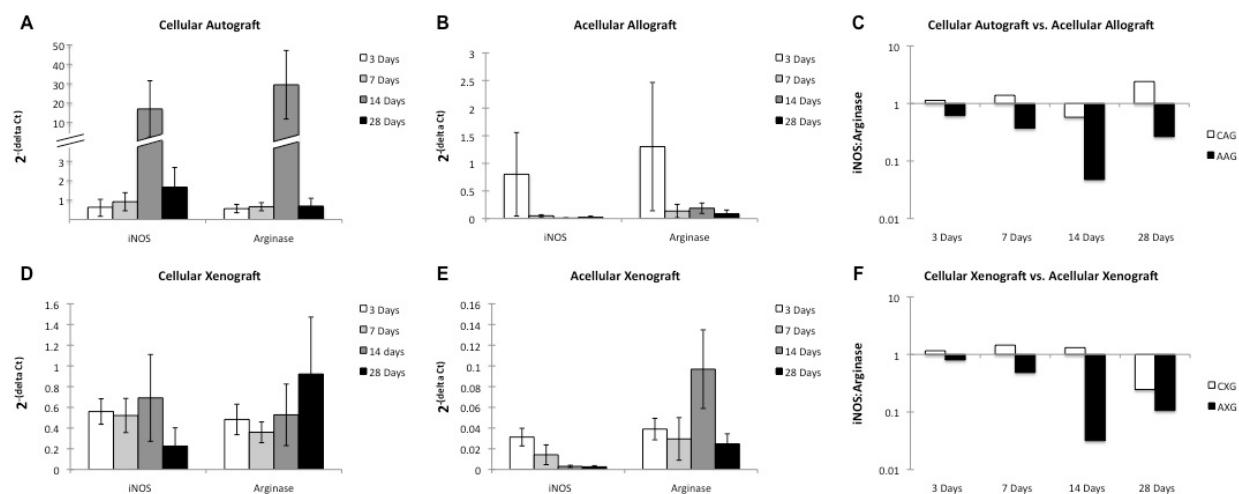 A
Cellular Autograft
50
40
30
20
10
3
2
1
2-(delta Ct)
iNOS
Arginase
3 Days
7 Days
14 Days
28 Days
B
Acellular Allograft
3
2.5
2
1.5
1
0.5
0
2-(delta Ct)
iNOS
Arginase
3 Days
7 Days
14 Days
28 Days
C
Cellular Autograft vs. Acellular Allograft
10
1
0.1
0.01
iNOS:Arginase
3 Days
7 Days
14 Days
28 Days
CAG
AAG
D
Cellular Xenograft
1.6
1.4
1.2
1
0.8
0.6
0.4
0.2
0
2-(delta Ct)
iNOS
Arginase
3 Days
7 Days
14 days
28 Days
E
Acellular Xenograft
0.16
0.14
0.12
0.1
0.08
0.06
0.04
0.02
0
2-(delta Ct)
iNOS
Arginase
3 Days
7 Days
14 Days
28 Days
F
Cellular Xenograft vs. Acellular Xenograft
10
1
0.1
0.01
iNOS:Arginase
3 Days
7 Days
14 Days
28 Days
CXG
AXG